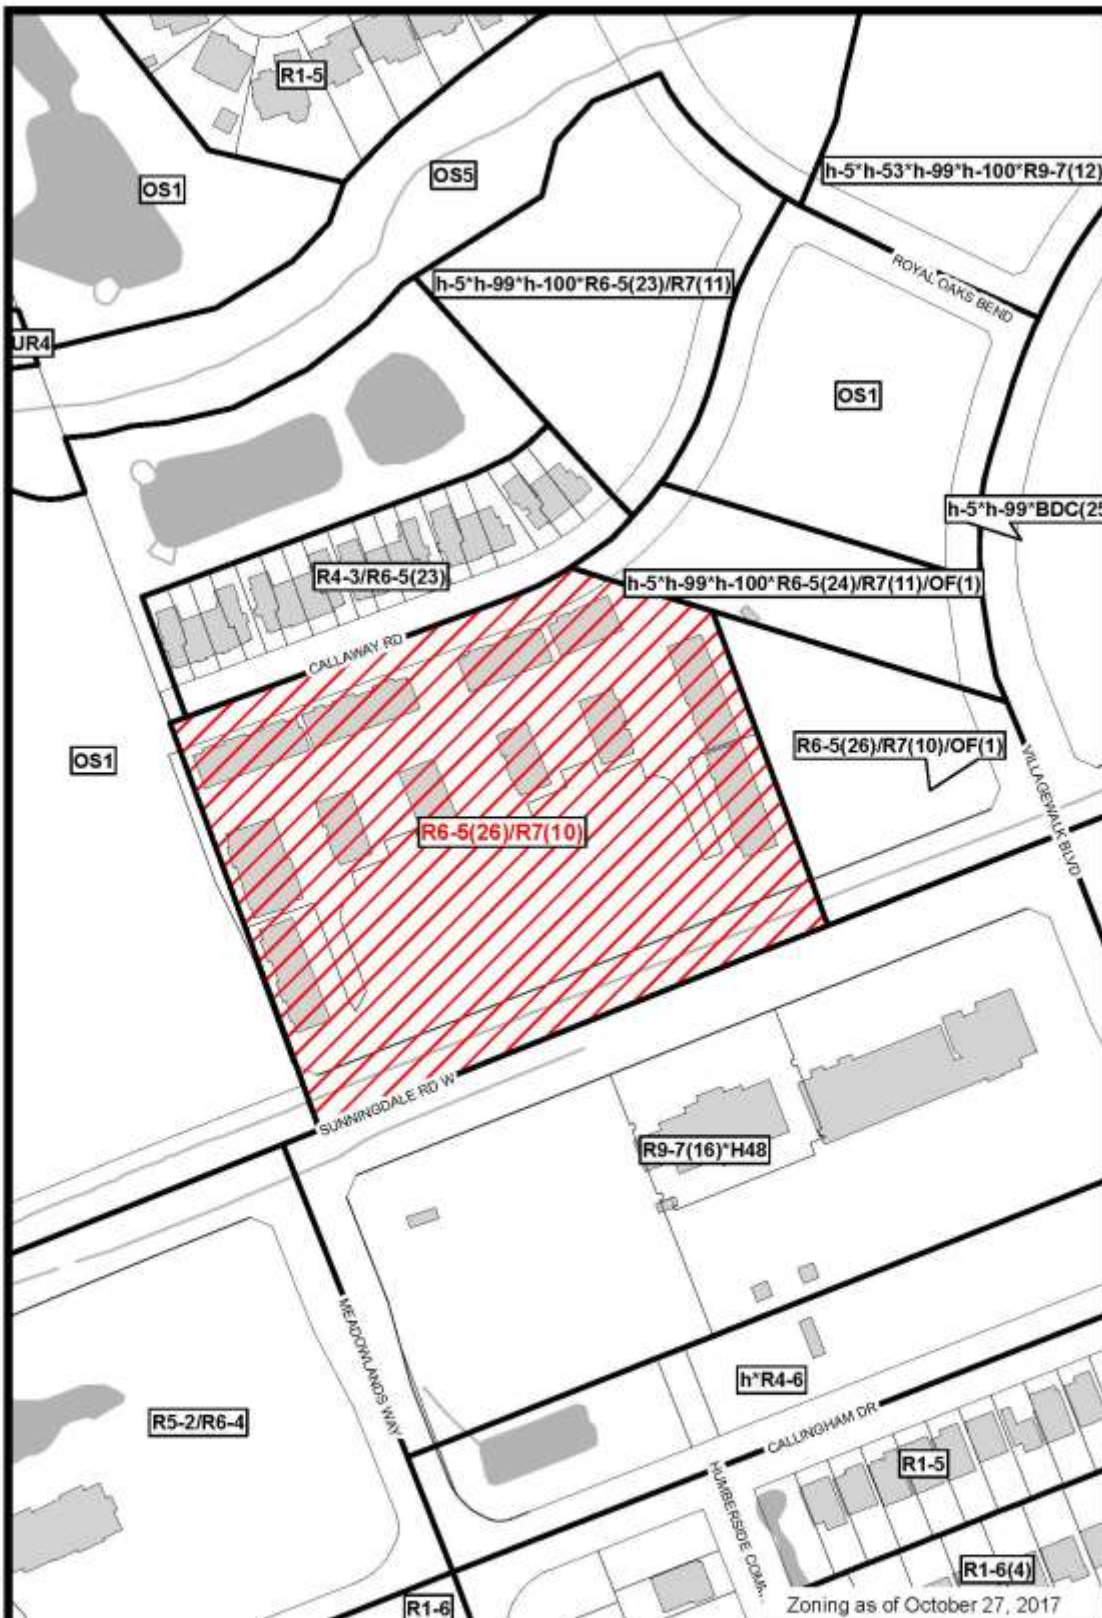 R1-5
OS1
OS5
h-5*h-53*h-99*h-100*R9-7(12)
ROYAL OAKS BEND
h-5*h-99*h-100*R6-5(23)/R7(11)
UR4
OS1
h-5*h-99*BDC(25
R4-3/R6-5(23)
h-5*h-99*h-100*R6-5(24)/R7(11)/OF(1)
CALLAWAY RD
OS1
R6-5(26)/R7(10)/OF(1)
VILLAGEWALK BLVD
R6-5(26)/R7(10)
SUNNINGDALE RD W
R9-7(16)*H48
MEADOWLANDS WAY
h*R4-6
R5-2/R6-4
CALLINGHAM DR
R1-5
HUMBERSIDE
R1-6(4)
R1-6
Zoning as of October 27, 2017